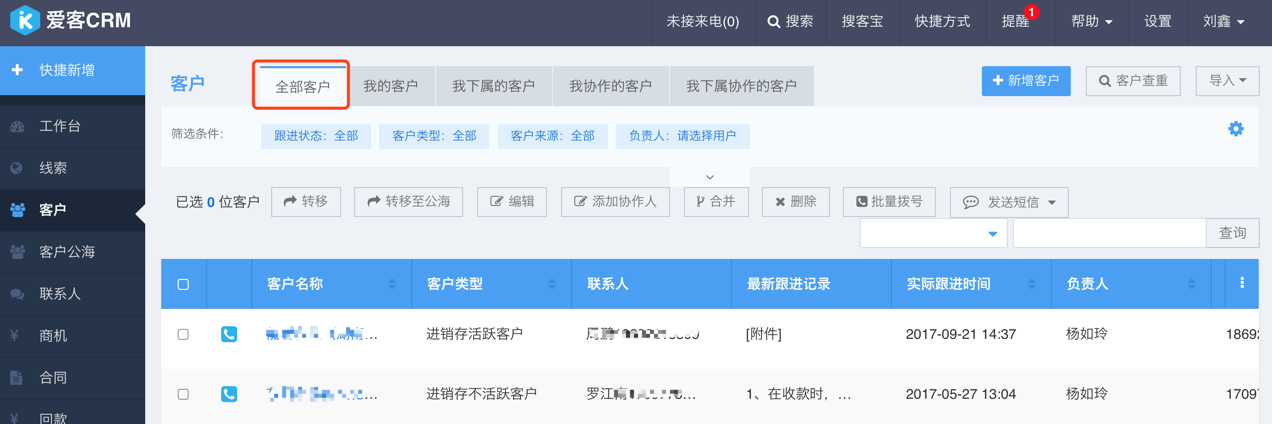 爱客CRM
未接来电(0)
搜索
搜客宝
快捷方式
提醒
1
帮助
设置
刘鑫
快捷新增
工作台
线索
客户
客户公海
联系人
商机
合同
回款
客户
全部客户
我的客户
我下属的客户
我协作的客户
我下属协作的客户
新增客户
客户查重
导入
筛选条件：
跟进状态：全部
客户类型：全部
客户来源：全部
负责人：请选择用户
已选 0 位客户
转移
转移至公海
编辑
添加协作人
合并
删除
批量拨号
发送短信
查询
客户名称
客户类型
联系人
最新跟进记录
实际跟进时间
负责人
进销存活跃客户
[附件]
2017-09-21 14:37
杨如玲
1869
进销存不活跃客户
罗江
1、在收款时，…
2017-05-27 13:04
杨如玲
1709